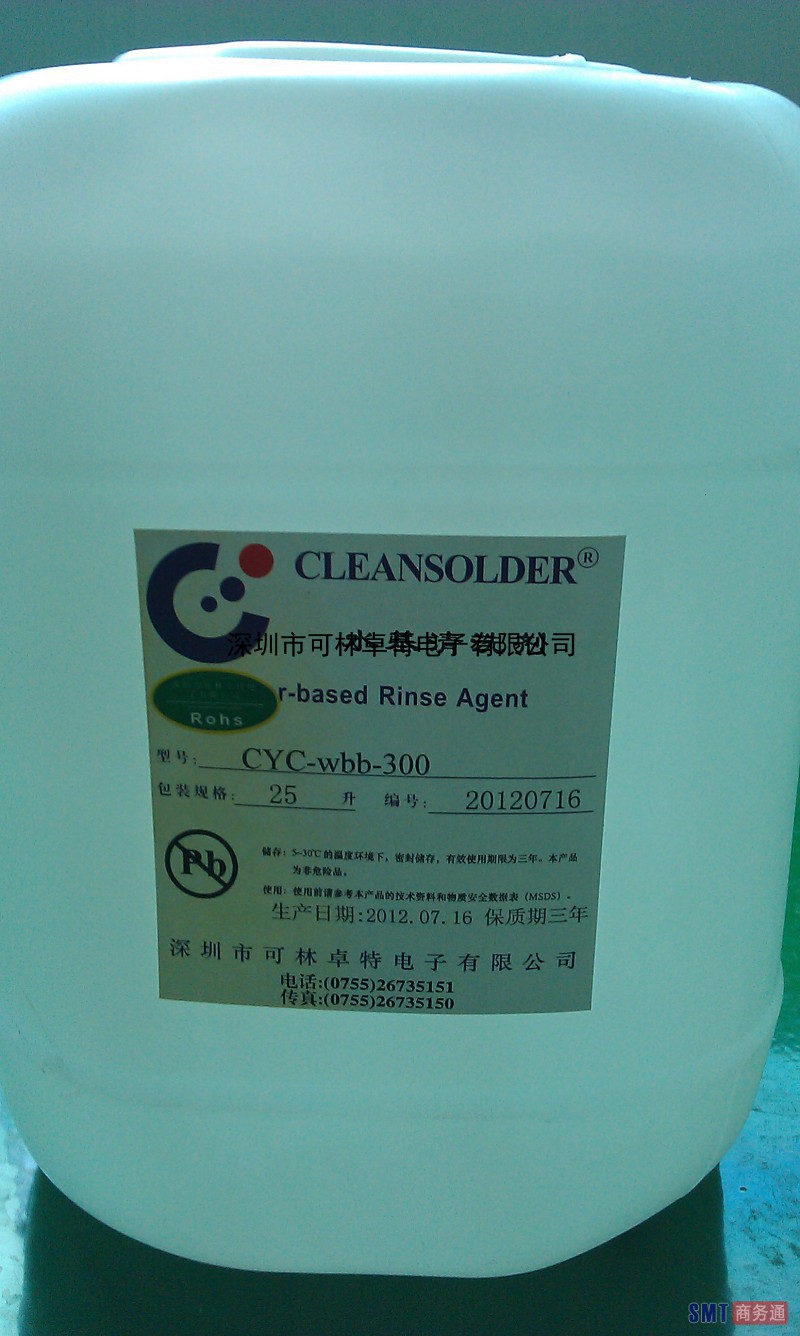 CLEANSOLDER®
深圳市可林卓特电子有限公司
r-based Rinse Agent
Rohs
型号: CYC-wbb-300
包装规格: 25 升 编号: 20120716
Pb
储存: 5~30℃的温度环境下, 密封储存, 有效使用期限为三年。本产品
为非危险品。
使用: 使用前请参考本产品的技术资料和物质安全数据表（MSDS）。
生产日期:2012.07.16 保质期三年
深圳市可林卓特电子有限公司
电话:(0755)26735151
传真:(0755)26735150
SMT 商务通